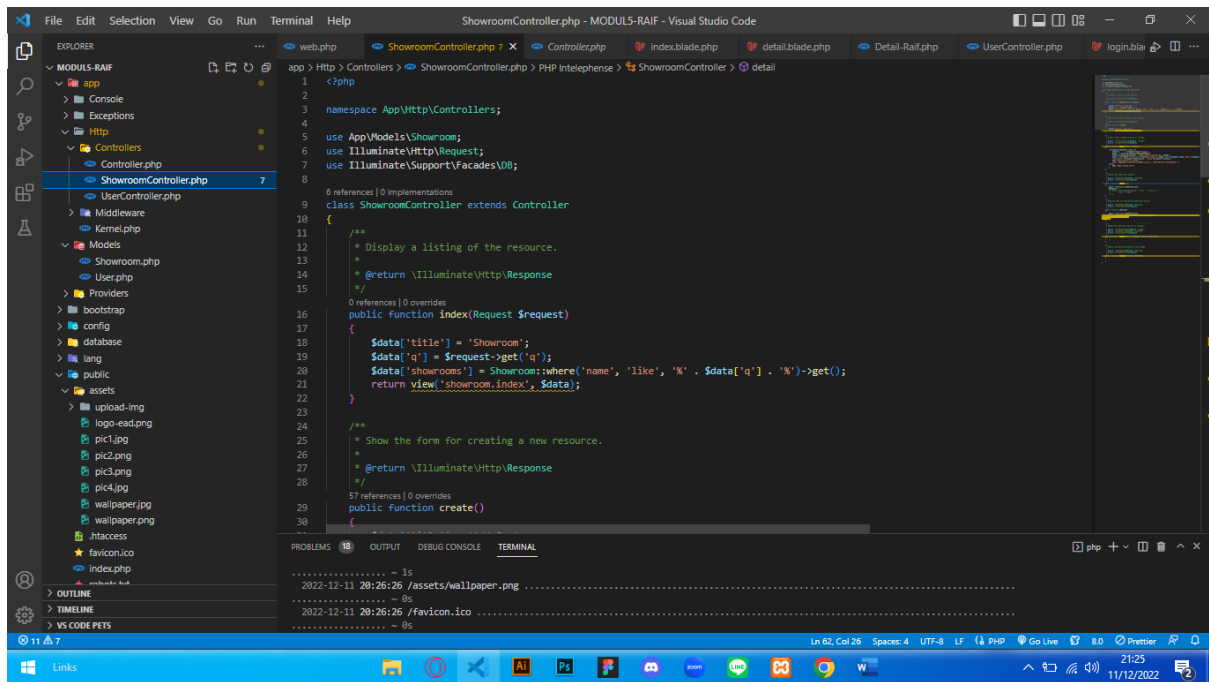 File Edit Selection View Go Run Terminal Help ShowroomController.php - MODUL5-RAIF - Visual Studio Code
EXPLORER
web.php ShowroomController.php 7 Controller.php index.blade.php detail.blade.php Detail-Raif.php UserController.php login.bla
MODUL5-RAIF
app > Http > Controllers > ShowroomController.php > PHP Intelephense > ShowroomController > detail
app
Console
Exceptions
Http
Controllers
Controller.php
ShowroomController.php 7
UserController.php
Middleware
Kernel.php
Models
Showroom.php
User.php
Providers
bootstrap
config
database
lang
public
assets
upload-img
logo-ead.png
pic1.jpg
pic2.png
pic3.png
pic4.jpg
wallpaper.jpg
wallpaper.png
.htaccess
favicon.ico
index.php
OUTLINE
TIMELINE
VS CODE PETS
1 <?php
2
3 namespace App\Http\Controllers;
4
5 use App\Models\Showroom;
6 use Illuminate\Http\Request;
7 use Illuminate\Support\Facades\DB;
8
6 references | 0 implementations
9 class ShowroomController extends Controller
10 {
11 /**
12 * Display a listing of the resource.
13 *
14 * @return \Illuminate\Http\Response
15 */
0 references | 0 overrides
16 public function index(Request $request)
17 {
18 $data['title'] = 'Showroom';
19 $data['q'] = $request->get('q');
20 $data['showrooms'] = Showroom::where('name', 'like', '%' . $data['q'] . '%')->get();
21 return view('showroom.index', $data);
22 }
23
24 /**
25 * Show the form for creating a new resource.
26 *
27 * @return \Illuminate\Http\Response
28 */
57 references | 0 overrides
29 public function create()
30 {
PROBLEMS 18 OUTPUT DEBUG CONSOLE TERMINAL php
.................. ~ 1s
2022-12-11 20:26:26 /assets/wallpaper.png ........................................................................
.................. ~ 0s
2022-12-11 20:26:26 /favicon.ico ..................................................................................
.................. ~ 0s
11 7 Ln 62, Col 26 Spaces: 4 UTF-8 LF PHP Go Live 8.0 Prettier
Links Ai Ps zoom LINE W 21:25
11/12/2022 2